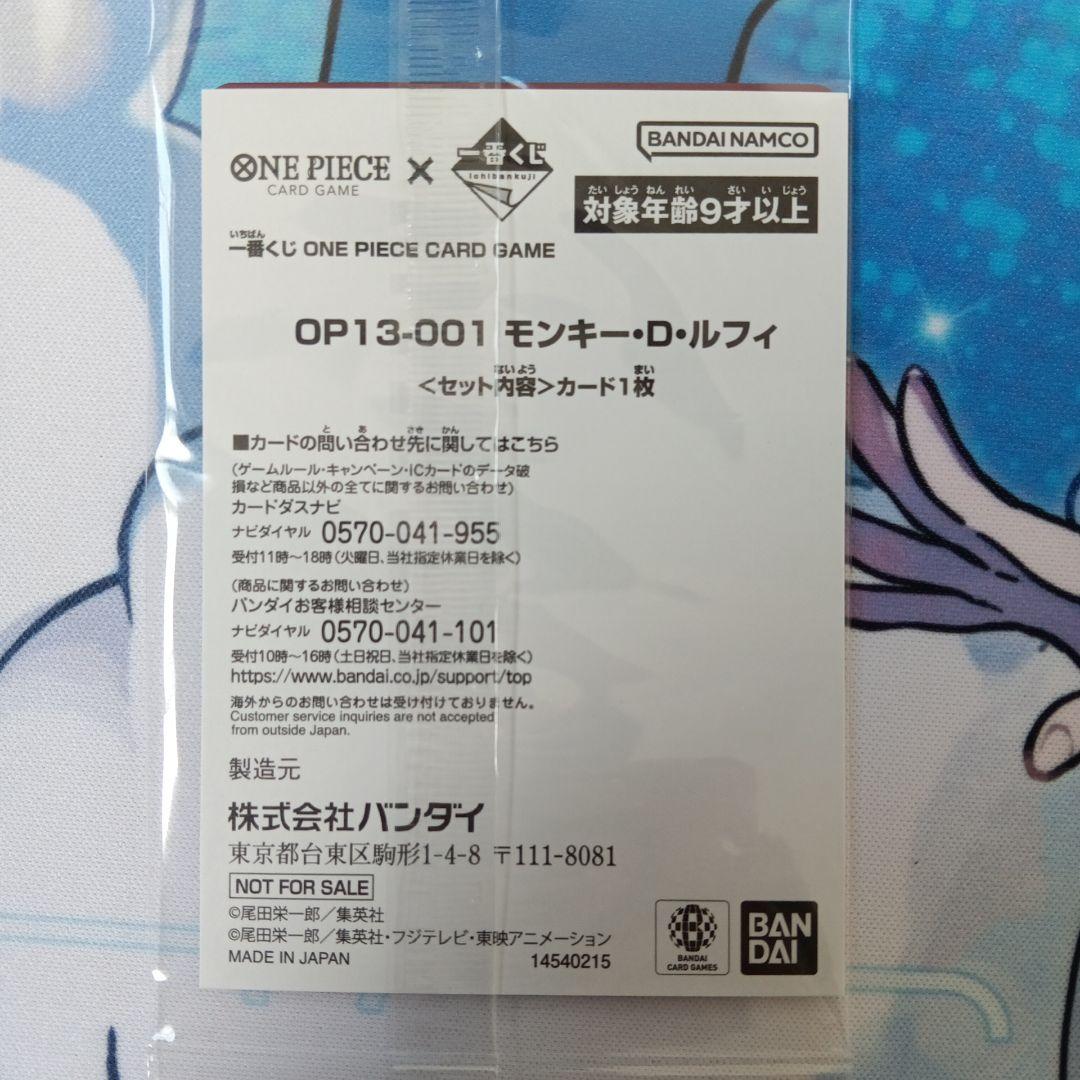 ONE PIECE
CARD GAME
×
一番くじ
ichibankuji
BANDAI NAMCO
たいしょうねんれい さいいじょう
対象年齢9才以上
いちばん
一番くじ ONE PIECE CARD GAME
OP13-001 モンキー・D・ルフィ
ないよう まい
<セット内容>カード1枚
と あ さき かん
■カードの問い合わせ先に関してはこちら
(ゲームルール・キャンペーン・ICカードのデータ破
損など商品以外の全てに関するお問い合わせ)
カードダスナビ
ナビダイヤル 0570-041-955
受付11時～18時(火曜日、当社指定休業日を除く)
(商品に関するお問い合わせ)
バンダイお客様相談センター
ナビダイヤル 0570-041-101
受付10時～16時(土日祝日、当社指定休業日を除く)
https://www.bandai.co.jp/support/top
海外からのお問い合わせは受け付けておりません。
Customer service inquiries are not accepted
from outside Japan.
製造元
株式会社バンダイ
東京都台東区駒形1-4-8 〒111-8081
NOT FOR SALE
©尾田栄一郎／集英社
©尾田栄一郎／集英社・フジテレビ・東映アニメーション
MADE IN JAPAN 14540215
BANDAI
CARD GAMES
BAN
DAI